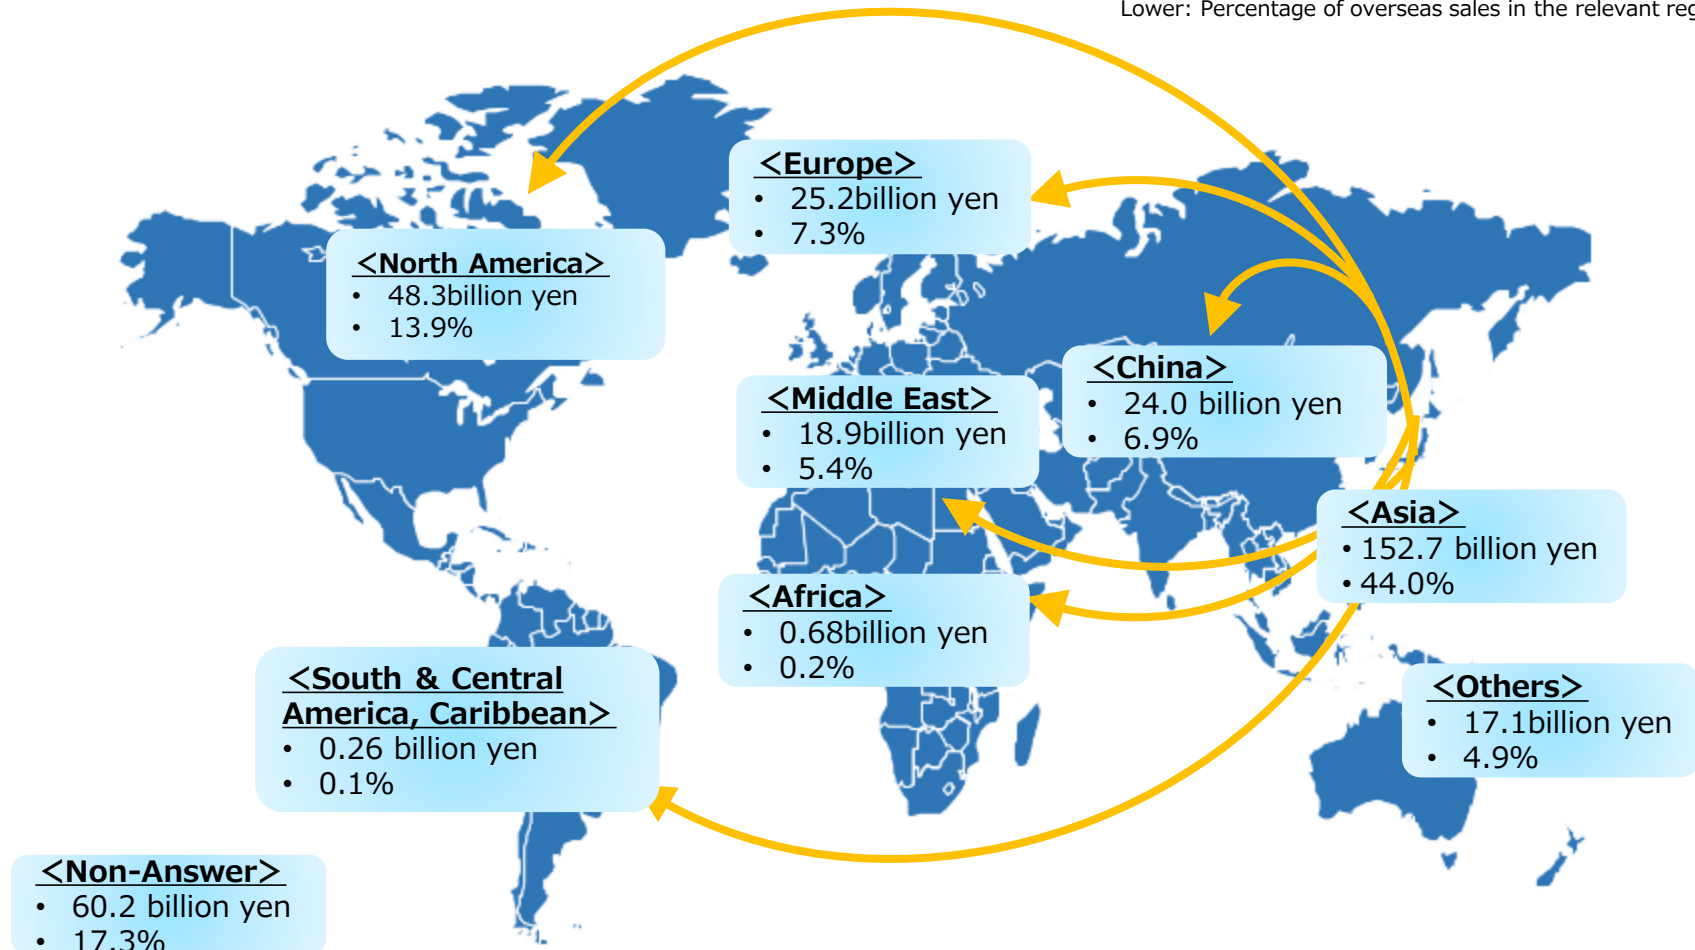 Lower: Percentage of overseas sales in the relevant reg
<Europe>
• 25.2billion yen
• 7.3%
<North America>
• 48.3billion yen
• 13.9%
<China>
• 24.0 billion yen
• 6.9%
<Middle East>
• 18.9billion yen
• 5.4%
<Asia>
• 152.7 billion yen
• 44.0%
<Africa>
• 0.68billion yen
• 0.2%
<South & Central
America, Caribbean>
• 0.26 billion yen
• 0.1%
<Others>
• 17.1billion yen
• 4.9%
<Non-Answer>
• 60.2 billion yen
• 17.3%